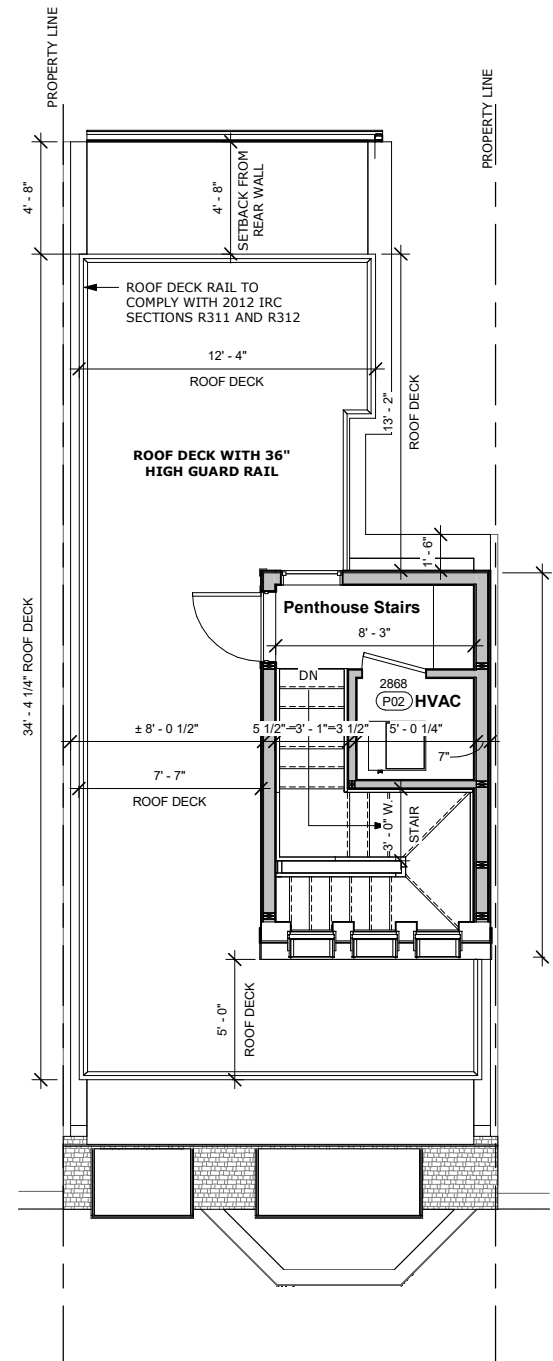 PROPERTY LINE
PROPERTY LINE
4' - 8"
4' - 8"
SETBACK FROM
REAR WALL
ROOF DECK RAIL TO
COMPLY WITH 2012 IRC
SECTIONS R311 AND R312
12' - 4"
ROOF DECK
13' - 2"
ROOF DECK
ROOF DECK WITH 36"
HIGH GUARD RAIL
1' - 6"
34' - 4 1/4" ROOF DECK
Penthouse Stairs
8' - 3"
DN
2868
P02 HVAC
± 8' - 0 1/2"
5 1/2"
3' - 1"
3 1/2"
5' - 0 1/4"
7"
7' - 7"
ROOF DECK
3' - 0" W.
STAIR
5' - 0"
ROOF DECK